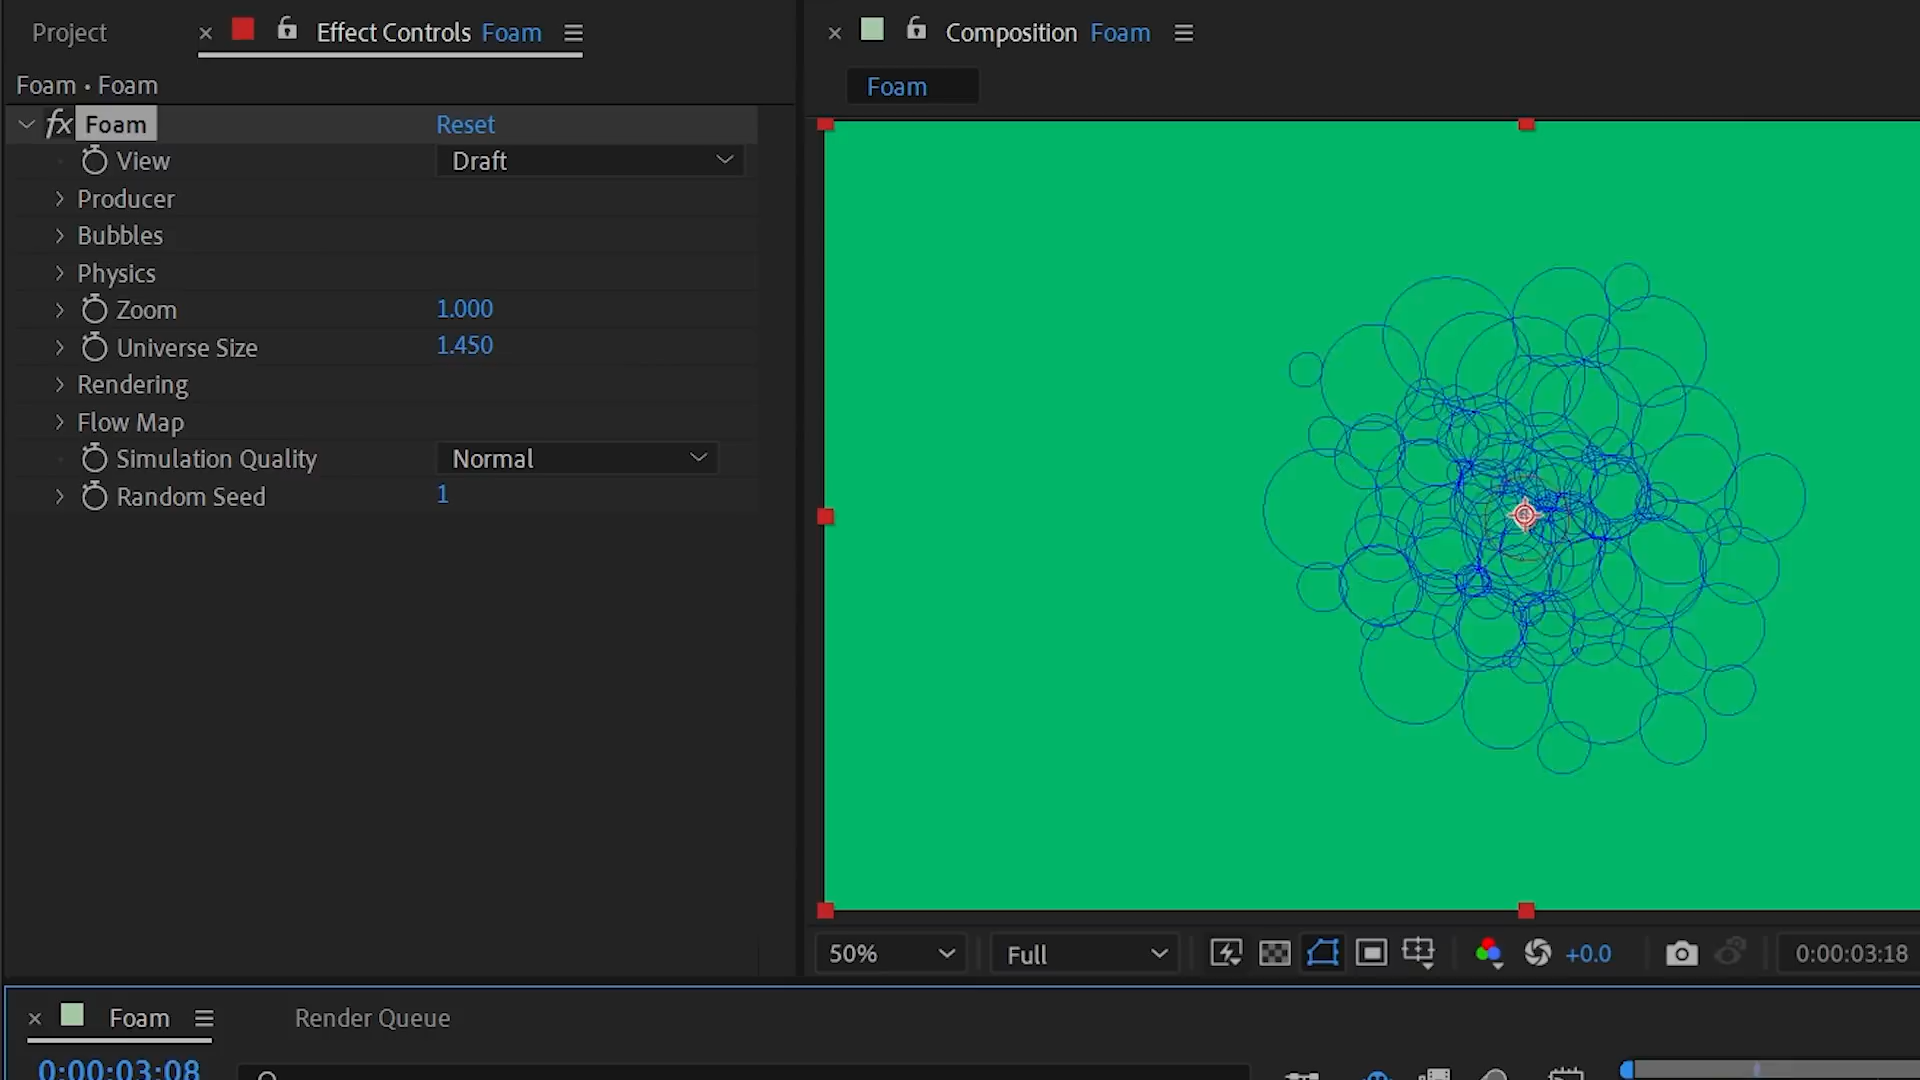 Project
Effect Controls Foam
Foam • Foam
fx Foam Reset
View Draft
Producer
Bubbles
Physics
Zoom 1.000
Universe Size 1.450
Rendering
Flow Map
Simulation Quality Normal
Random Seed 1
Composition Foam
Foam
50% Full +0.0 0:00:03:18
Foam Render Queue
0:00:03:08